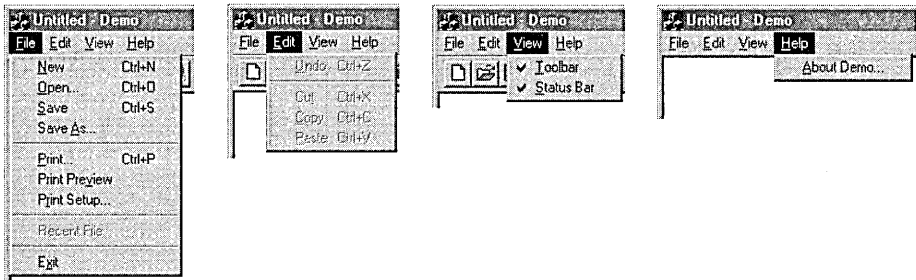 Untitled - Demo
File Edit View Help
New Ctrl+N
Open... Ctrl+O
Save Ctrl+S
Save As...
Print... Ctrl+P
Print Preview
Print Setup...
Recent File
Exit
Untitled - Demo
File Edit View Help
Undo Ctrl+Z
Cut Ctrl+X
Copy Ctrl+C
Paste Ctrl+V
Untitled - Demo
File Edit View Help
Toolbar
Status Bar
Untitled - Demo
File Edit View Help
About Demo...